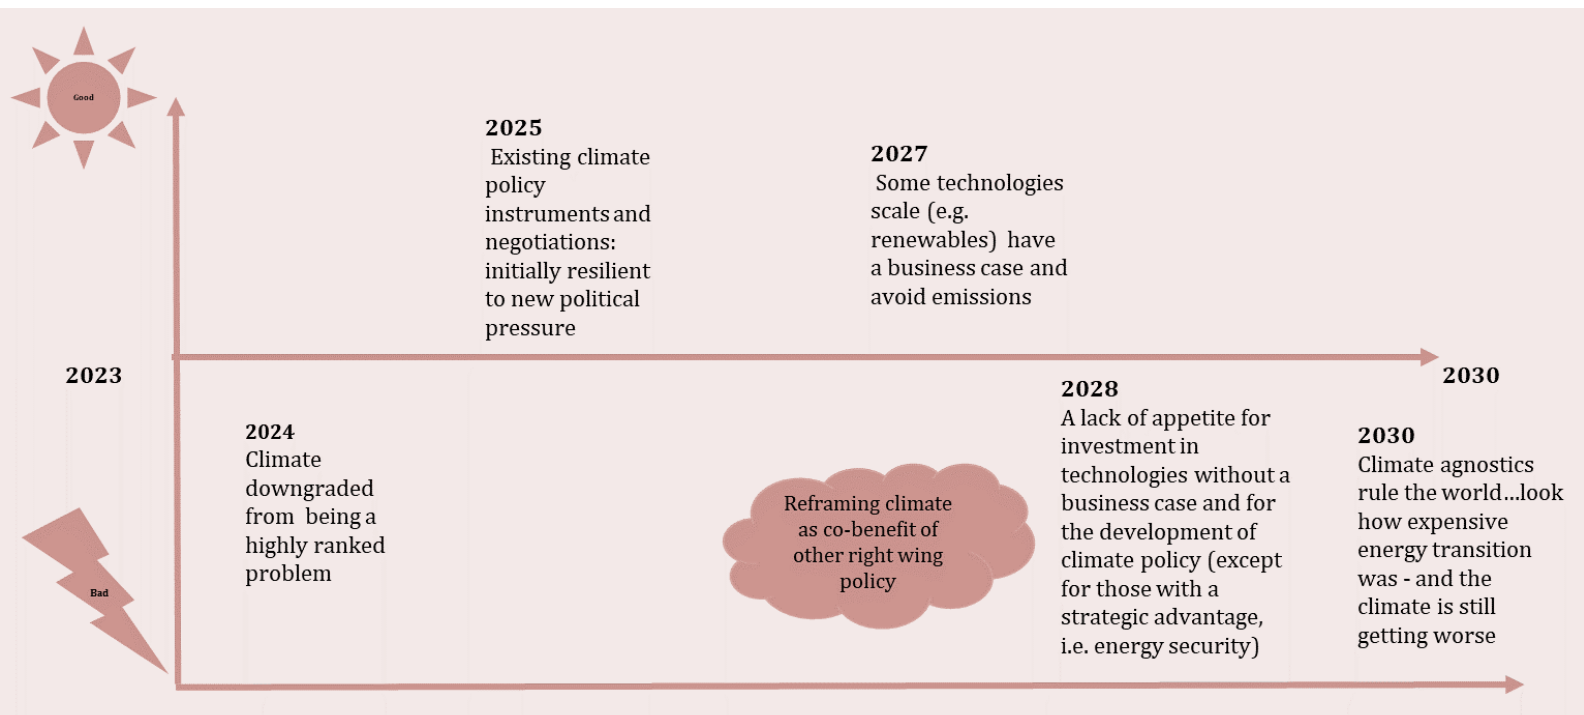 Good
2025
Existing climate
policy
instruments and
negotiations:
initially resilient
to new political
pressure
2027
Some technologies
scale (e.g.
renewables) have
a business case and
avoid emissions
2023
2030
2024
Climate
downgraded
from being a
highly ranked
problem
Reframing climate
as co-benefit of
other right wing
policy
2028
A lack of appetite for
investment in
technologies without a
business case and for
the development of
climate policy (except
for those with a
strategic advantage,
i.e. energy security)
2030
Climate agnostics
rule the world...look
how expensive
energy transition
was - and the
climate is still
getting worse
Bad